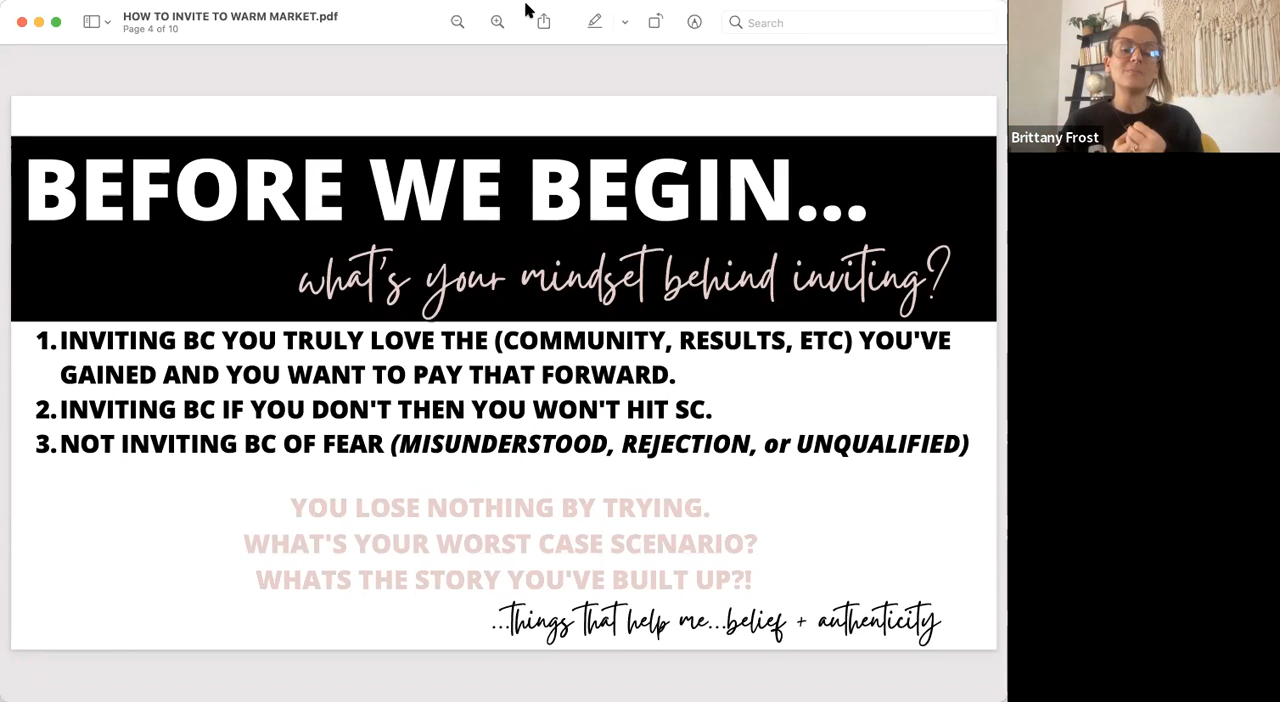 HOW TO INVITE TO WARM MARKET.pdf
Page 4 of 10
Search
Brittany Frost
BEFORE WE BEGIN...
what's your mindset behind inviting?
1. INVITING BC YOU TRULY LOVE THE (COMMUNITY, RESULTS, ETC) YOU'VE
GAINED AND YOU WANT TO PAY THAT FORWARD.
2. INVITING BC IF YOU DON'T THEN YOU WON'T HIT SC.
3. NOT INVITING BC OF FEAR (MISUNDERSTOOD, REJECTION, or UNQUALIFIED)
YOU LOSE NOTHING BY TRYING.
WHAT'S YOUR WORST CASE SCENARIO?
WHATS THE STORY YOU'VE BUILT UP?!
...things that help me...belief + authenticity